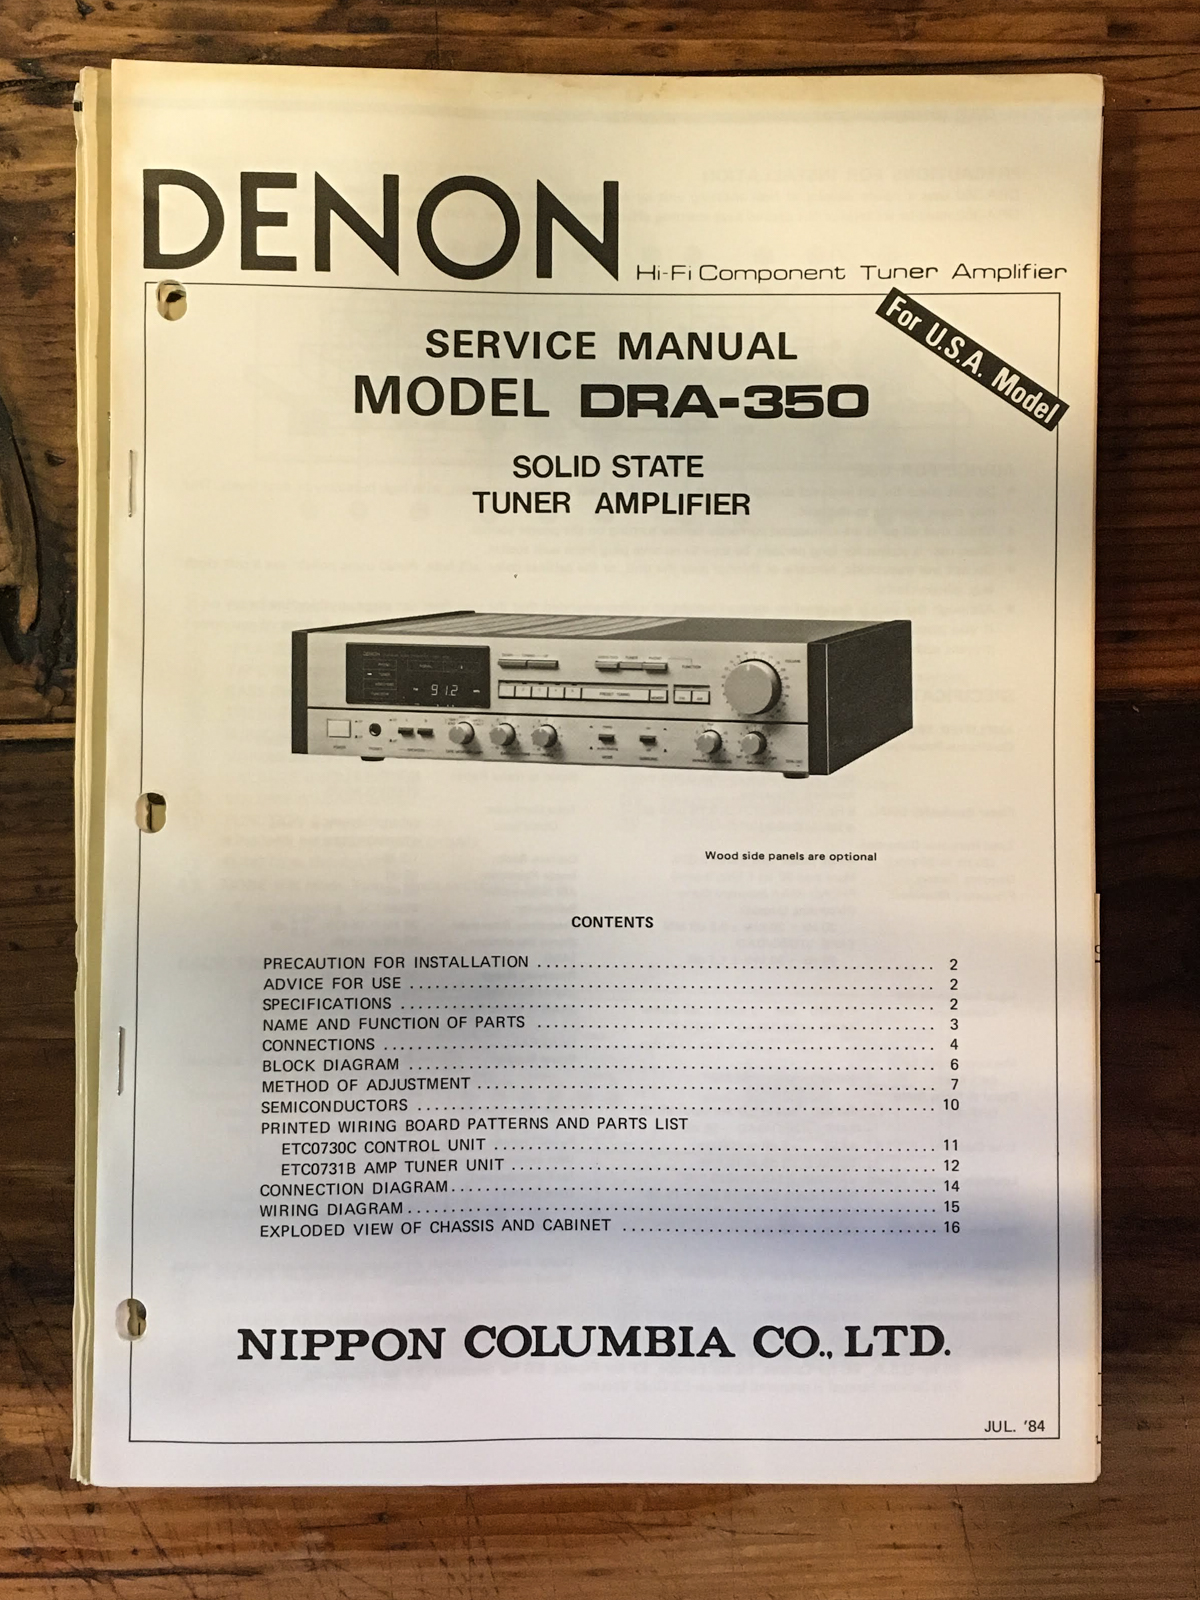 DENON
Hi-Fi Component Tuner Amplifier
For U.S.A. Model
SERVICE MANUAL
MODEL DRA-350
SOLID STATE
TUNER AMPLIFIER
91.2
Wood side panels are optional
CONTENTS
PRECAUTION FOR INSTALLATION ........ 2
ADVICE FOR USE ........ 2
SPECIFICATIONS ........ 2
NAME AND FUNCTION OF PARTS ........ 3
CONNECTIONS ........ 4
BLOCK DIAGRAM ........ 6
METHOD OF ADJUSTMENT ........ 7
SEMICONDUCTORS ........ 10
PRINTED WIRING BOARD PATTERNS AND PARTS LIST
ETC0730C CONTROL UNIT ........ 11
ETC0731B AMP TUNER UNIT ........ 12
CONNECTION DIAGRAM ........ 14
WIRING DIAGRAM ........ 15
EXPLODED VIEW OF CHASSIS AND CABINET ........ 16
NIPPON COLUMBIA CO., LTD.
JUL. '84